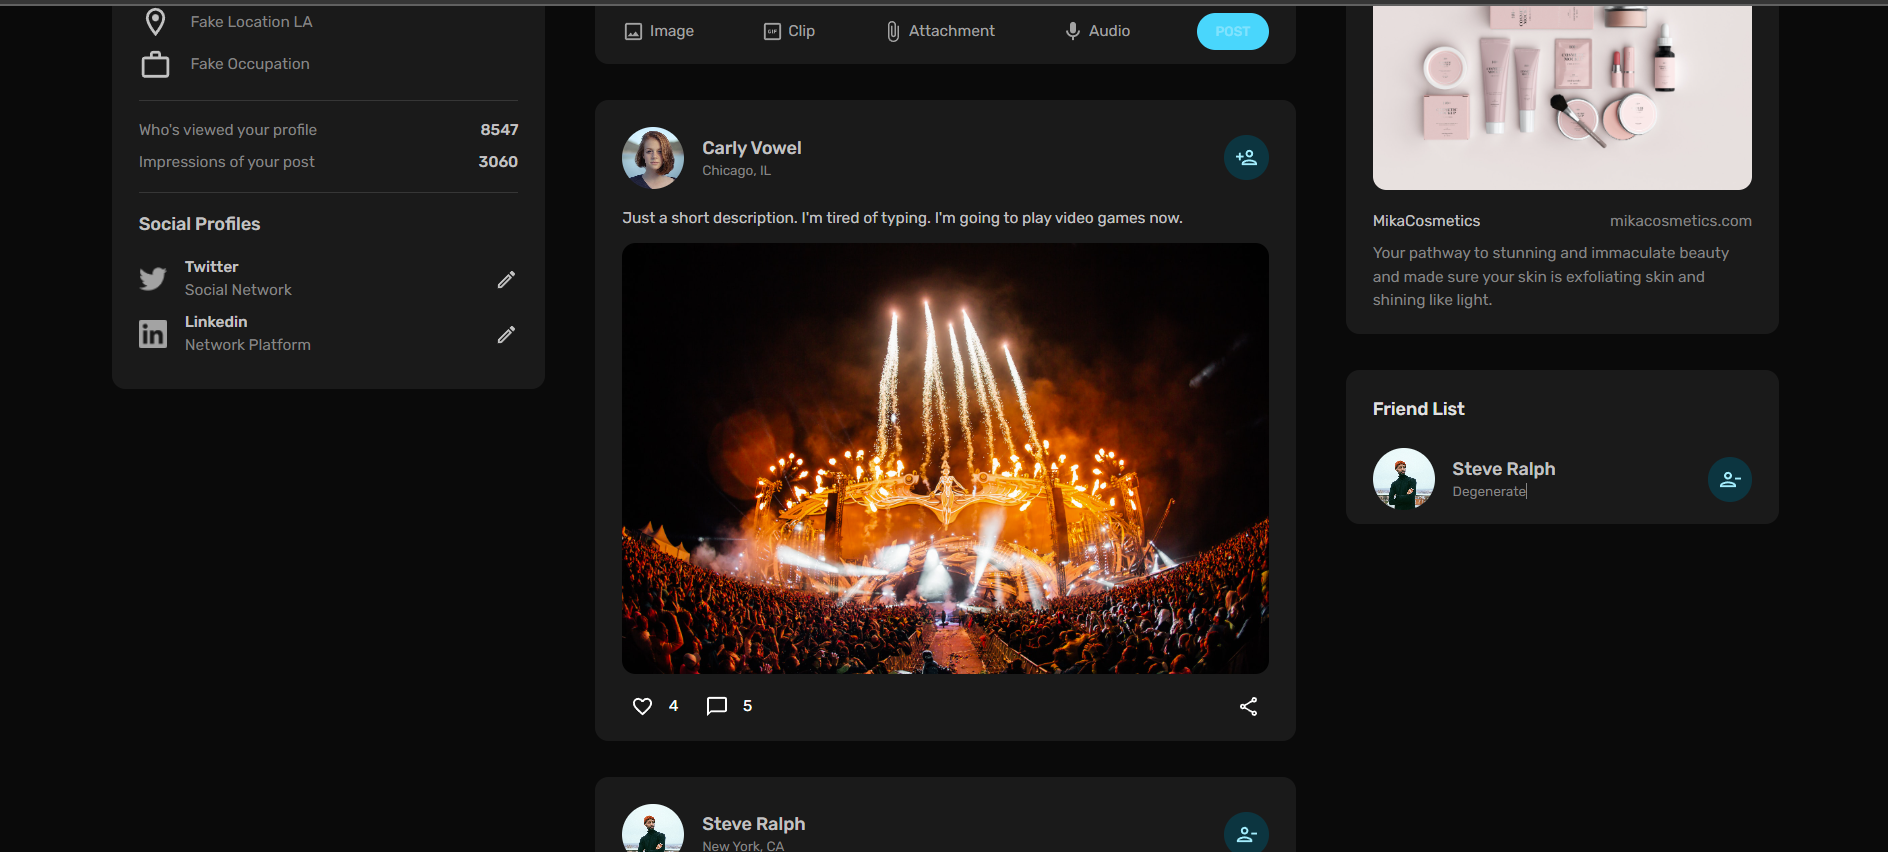 Fake Location LA
Fake Occupation
Who's viewed your profile 8547
Impressions of your post 3060
Social Profiles
Twitter
Social Network
Linkedin
Network Platform
Image Clip Attachment Audio POST
Carly Vowel
Chicago, IL
Just a short description. I'm tired of typing. I'm going to play video games now.
4 5
Steve Ralph
New York, CA
MikaCosmetics mikacosmetics.com
Your pathway to stunning and immaculate beauty
and made sure your skin is exfoliating skin and
shining like light.
Friend List
Steve Ralph
Degenerate